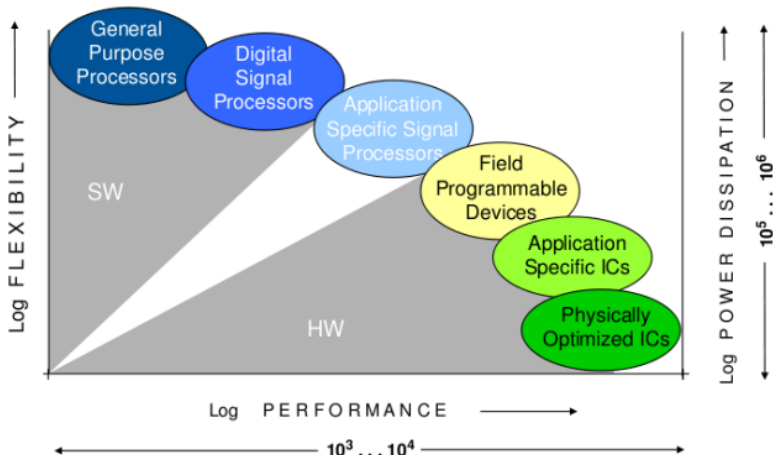 General
Purpose
Processors
Digital
Signal
Processors
Application
Specific Signal
Processors
Field
Programmable
Devices
Application
Specific ICs
Physically
Optimized ICs
SW
HW
Log FLEXIBILITY
Log POWER DISSIPATION
10⁵ . . . 10⁶
Log PERFORMANCE
10³ . . . 10⁴